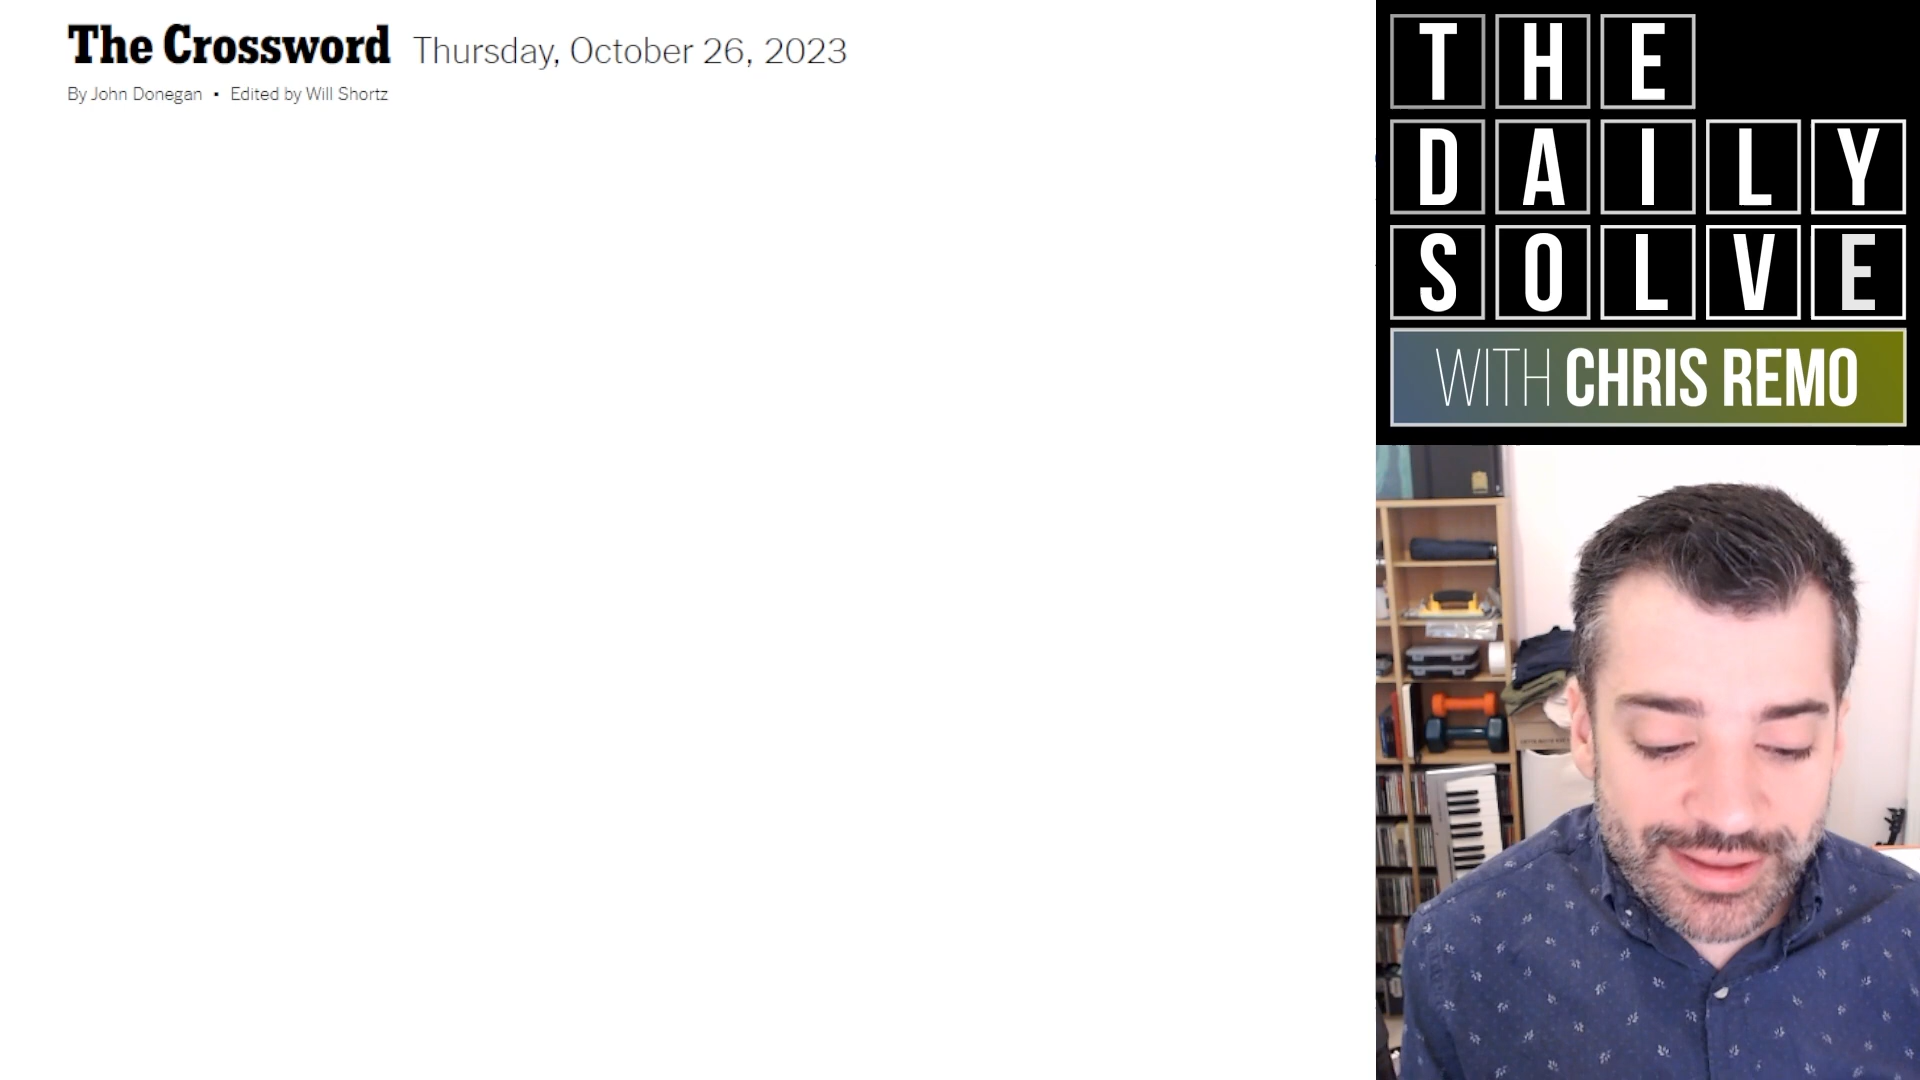 The Crossword Thursday, October 26, 2023
By John Donegan ▪ Edited by Will Shortz
THE
DAILY
SOLVE
WITH CHRIS REMO